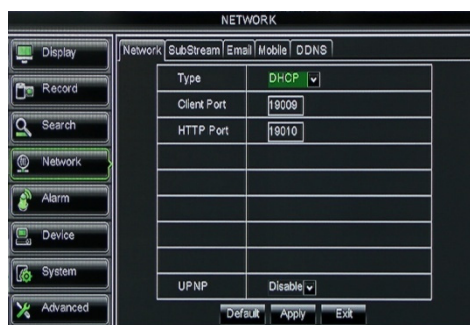 NETWORK
Display
Record
Search
Network
Alarm
Device
System
Advanced
Network SubStream Email Mobile DDNS
Type DHCP
Client Port 19009
HTTP Port 19010
UPNP Disable
Default Apply Exit